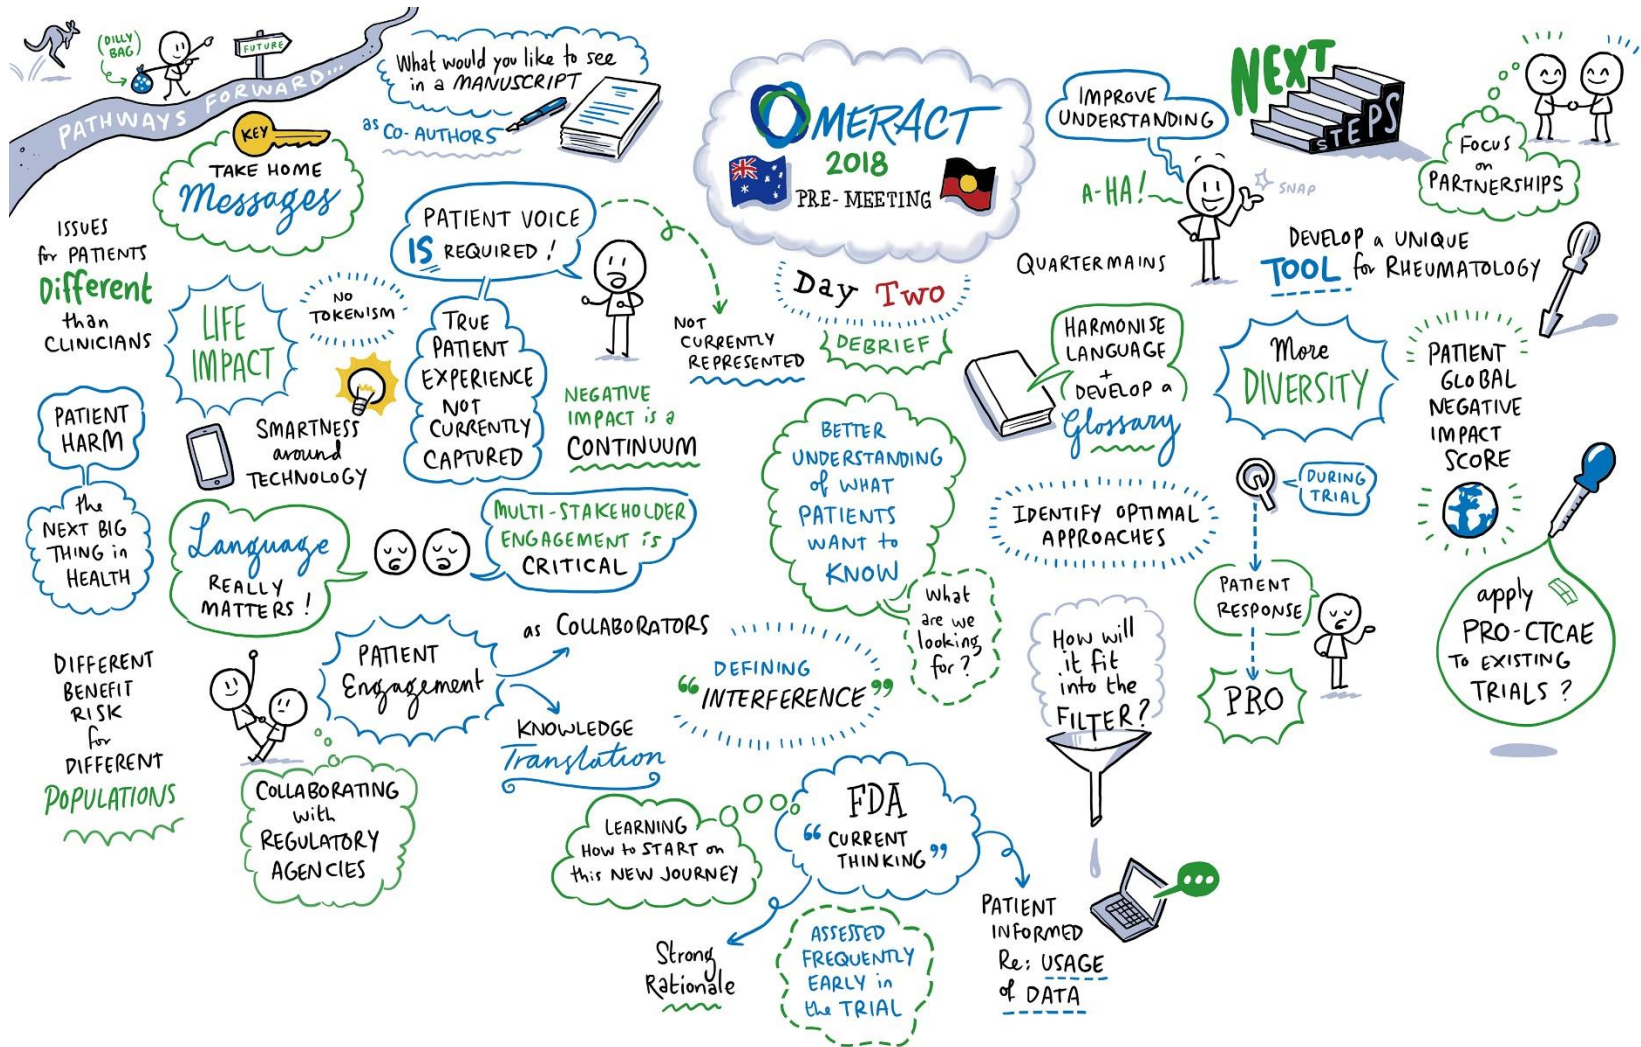 (DILLY
BAG)
FUTURE
PATHWAYS FORWARD...
KEY
TAKE HOME
Messages
What would you like to see
in a MANUSCRIPT
as CO-AUTHORS
OMERACT
2018
PRE-MEETING
Day Two
DEBRIEF
IMPROVE
UNDERSTANDING
A-HA!
SNAP
QUARTERMAINS
NEXT
STEPS
FOCUS
on
PARTNERSHIPS
ISSUES
for PATIENTS
Different
than
CLINICIANS
LIFE
IMPACT
NO
TOKENISM
PATIENT VOICE
IS REQUIRED!
TRUE
PATIENT
EXPERIENCE
NOT
CURRENTLY
CAPTURED
NOT
CURRENTLY
REPRESENTED
NEGATIVE
IMPACT is a
CONTINUUM
PATIENT
HARM
the
NEXT BIG
THING in
HEALTH
SMARTNESS
around
TECHNOLOGY
Language
REALLY
MATTERS!
MULTI-STAKEHOLDER
ENGAGEMENT is
CRITICAL
DIFFERENT
BENEFIT
RISK
for
DIFFERENT
POPULATIONS
PATIENT
Engagement
as COLLABORATORS
KNOWLEDGE
Translation
COLLABORATING
with
REGULATORY
AGENCIES
BETTER
UNDERSTANDING
of WHAT
PATIENTS
WANT to
KNOW
What
are we
looking
for?
DEFINING
"INTERFERENCE"
LEARNING
HOW to START on
this NEW JOURNEY
FDA
"CURRENT
THINKING"
Strong
Rationale
ASSESSED
FREQUENTLY
EARLY in
the TRIAL
PATIENT
INFORMED
Re: USAGE
of DATA
HARMONISE
LANGUAGE
+
DEVELOP a
Glossary
IDENTIFY OPTIMAL
APPROACHES
How will
it fit
into the
FILTER?
DEVELOP a UNIQUE
TOOL for RHEUMATOLOGY
More
DIVERSITY
Q
DURING
TRIAL
PATIENT
RESPONSE
PRO
PATIENT
GLOBAL
NEGATIVE
IMPACT
SCORE
apply
PRO-CTCAE
TO EXISTING
TRIALS?